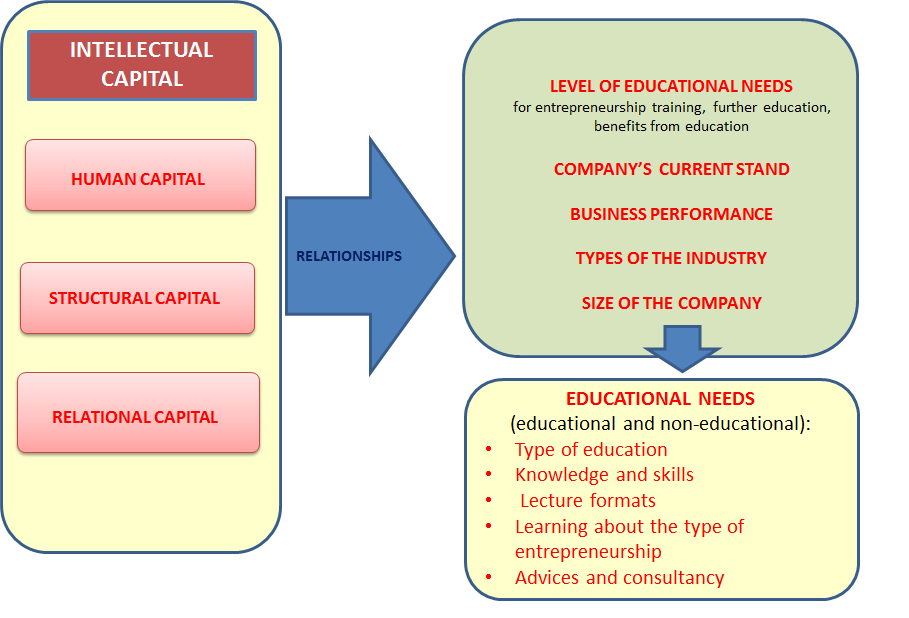 INTELLECTUAL
CAPITAL
HUMAN CAPITAL
STRUCTURAL CAPITAL
RELATIONAL CAPITAL
RELATIONSHIPS
LEVEL OF EDUCATIONAL NEEDS
for entrepreneurship training, further education,
benefits from education
COMPANY'S CURRENT STAND
BUSINESS PERFORMANCE
TYPES OF THE INDUSTRY
SIZE OF THE COMPANY
EDUCATIONAL NEEDS
(educational and non-educational):
• Type of education
• Knowledge and skills
• Lecture formats
• Learning about the type of
entrepreneurship
• Advices and consultancy